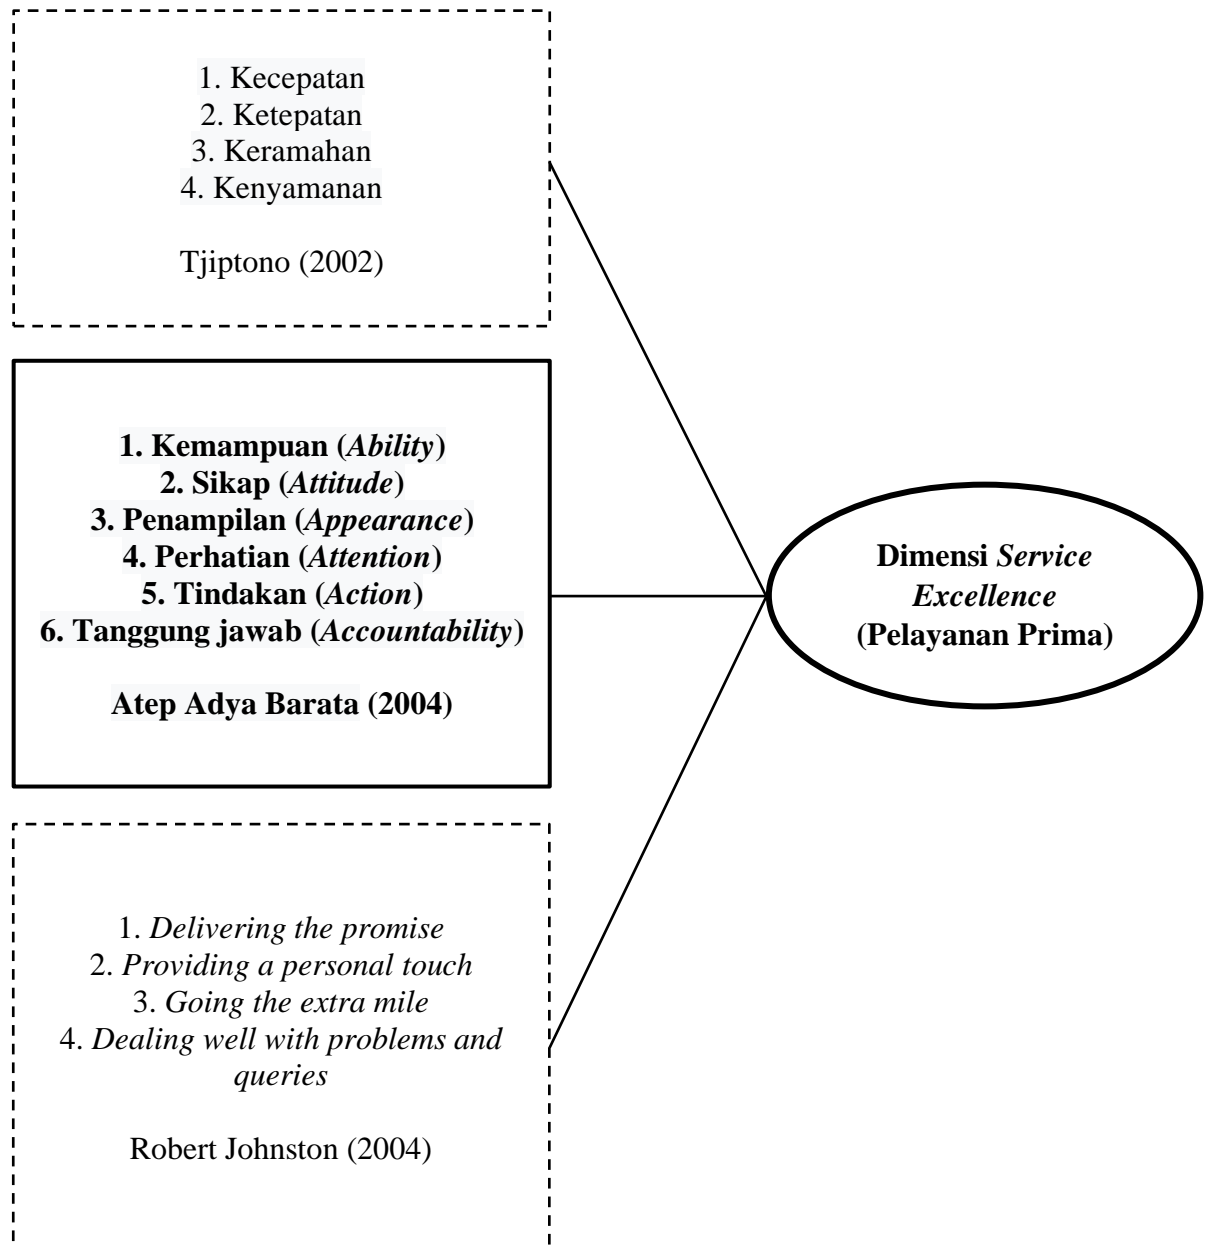 1. Kecepatan
2. Ketepatan
3. Keramahan
4. Kenyamanan
Tjiptono (2002)
1. Kemampuan (Ability)
2. Sikap (Attitude)
3. Penampilan (Appearance)
4. Perhatian (Attention)
5. Tindakan (Action)
6. Tanggung jawab (Accountability)
Atep Adya Barata (2004)
1. Delivering the promise
2. Providing a personal touch
3. Going the extra mile
4. Dealing well with problems and
queries
Robert Johnston (2004)
Dimensi Service
Excellence
(Pelayanan Prima)